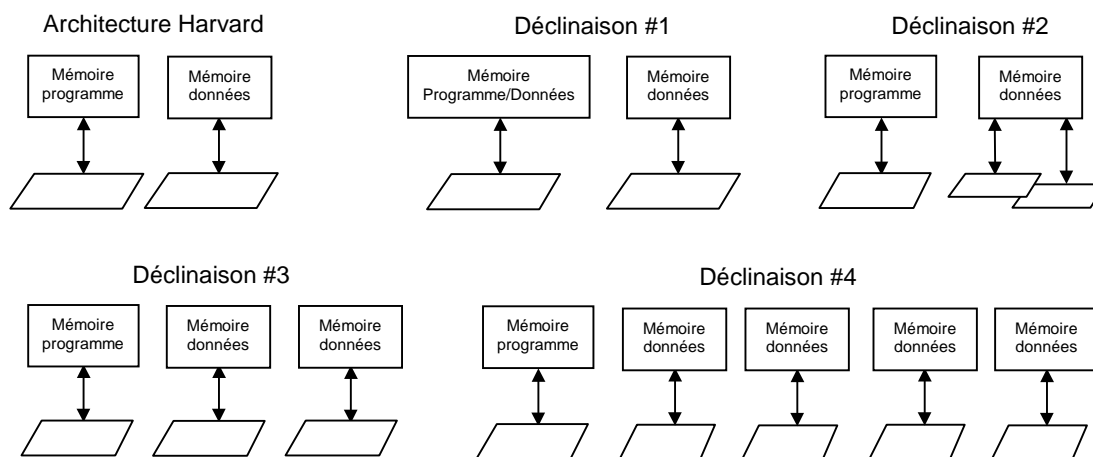 Architecture Harvard
Mémoire
programme
Mémoire
données
Déclinaison #1
Mémoire
Programme/Données
Mémoire
données
Déclinaison #2
Mémoire
programme
Mémoire
données
Déclinaison #3
Mémoire
programme
Mémoire
données
Mémoire
données
Déclinaison #4
Mémoire
programme
Mémoire
données
Mémoire
données
Mémoire
données
Mémoire
données